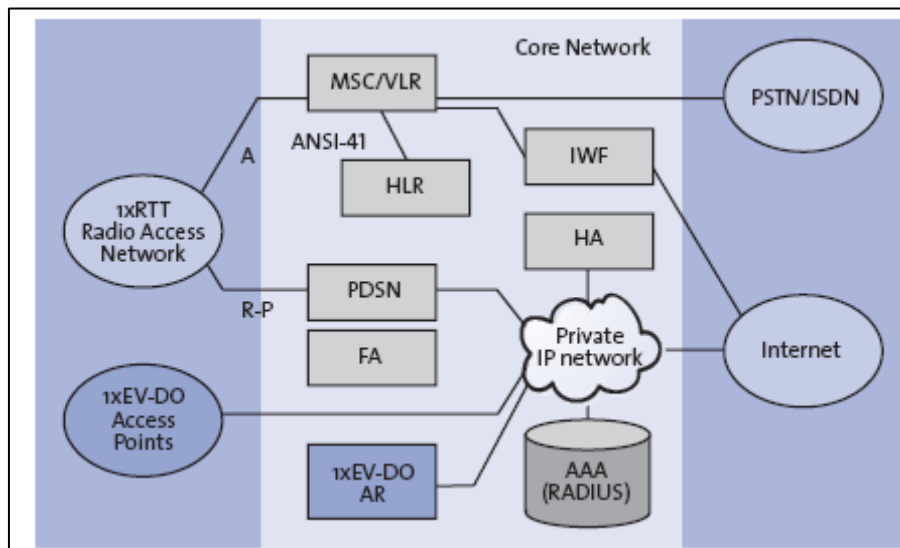 Core Network
MSC/VLR
PSTN/ISDN
ANSI-41
A
IWF
HLR
1xRTT
Radio Access
Network
HA
R-P
PDSN
Private
IP network
Internet
FA
1xEV-DO
Access
Points
1xEV-DO
AR
AAA
(RADIUS)